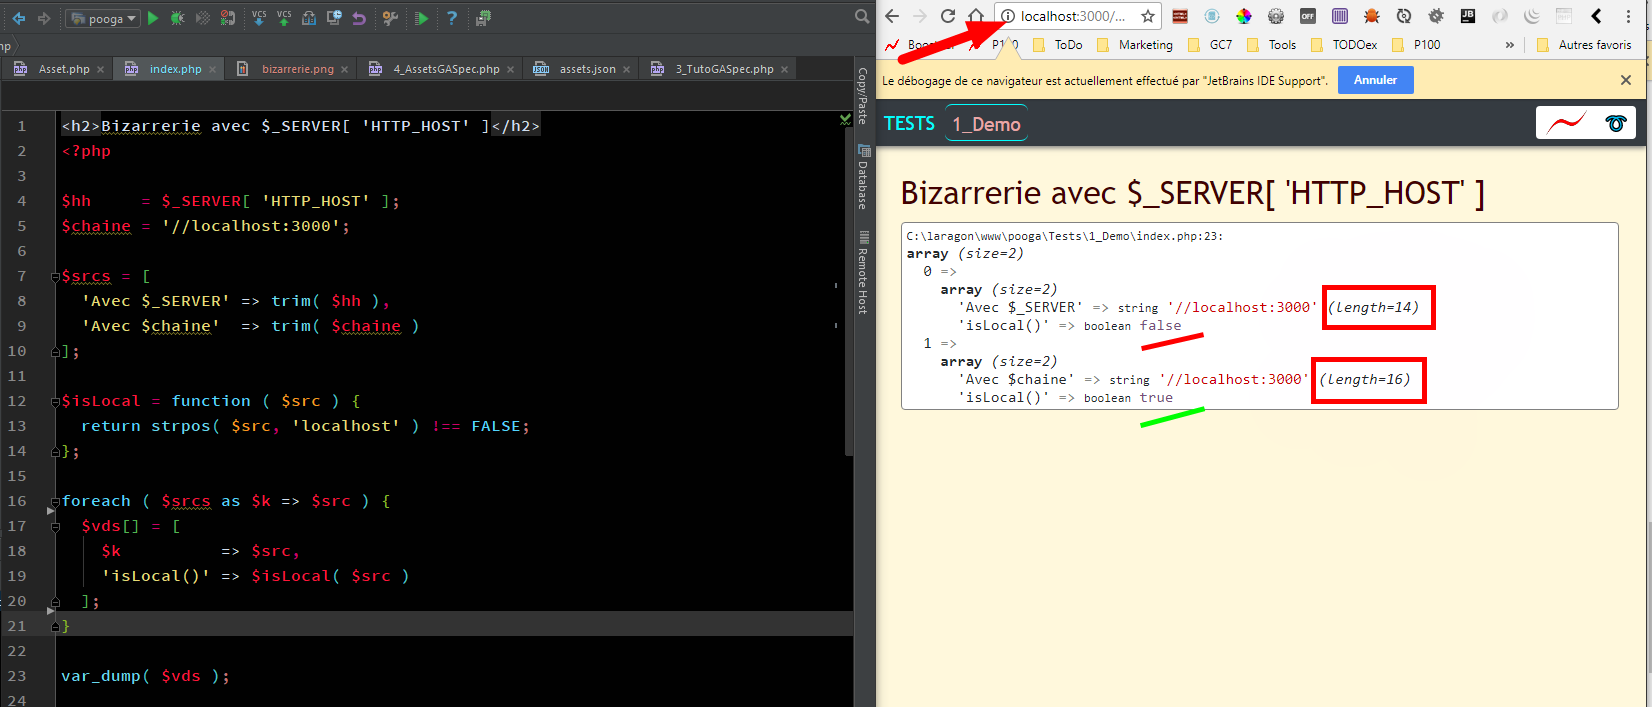 pooga
VCS
VCS
np
Asset.php
index.php
bizarrerie.png
4_AssetsGASpec.php
assets.json
3_TutoGASpec.php
1 <h2>Bizarrerie avec $_SERVER[ 'HTTP_HOST' ]</h2>
2 <?php
3
4 $hh     = $_SERVER[ 'HTTP_HOST' ];
5 $chaine = '//localhost:3000';
6
7 $srcs = [
8   'Avec $_SERVER' => trim( $hh ),
9   'Avec $chaine'  => trim( $chaine )
10 ];
11
12 $isLocal = function ( $src ) {
13   return strpos( $src, 'localhost' ) !== FALSE;
14 };
15
16 foreach ( $srcs as $k => $src ) {
17   $vds[] = [
18     $k          => $src,
19     'isLocal()' => $isLocal( $src )
20   ];
21 }
22
23 var_dump( $vds );
24
Copy/Paste
Database
Remote Host
localhost:3000/...
OFF
JB
ToDo
Marketing
GC7
Tools
TODOex
P100
»
Autres favoris
Le débogage de ce navigateur est actuellement effectué par "JetBrains IDE Support".
Annuler
TESTS
1_Demo
Bizarrerie avec $_SERVER[ 'HTTP_HOST' ]
C:\laragon\www\pooga\Tests\1_Demo\index.php:23:
array (size=2)
0 =>
array (size=2)
'Avec $_SERVER' => string '//localhost:3000' (length=14)
'isLocal()' => boolean false
1 =>
array (size=2)
'Avec $chaine' => string '//localhost:3000' (length=16)
'isLocal()' => boolean true